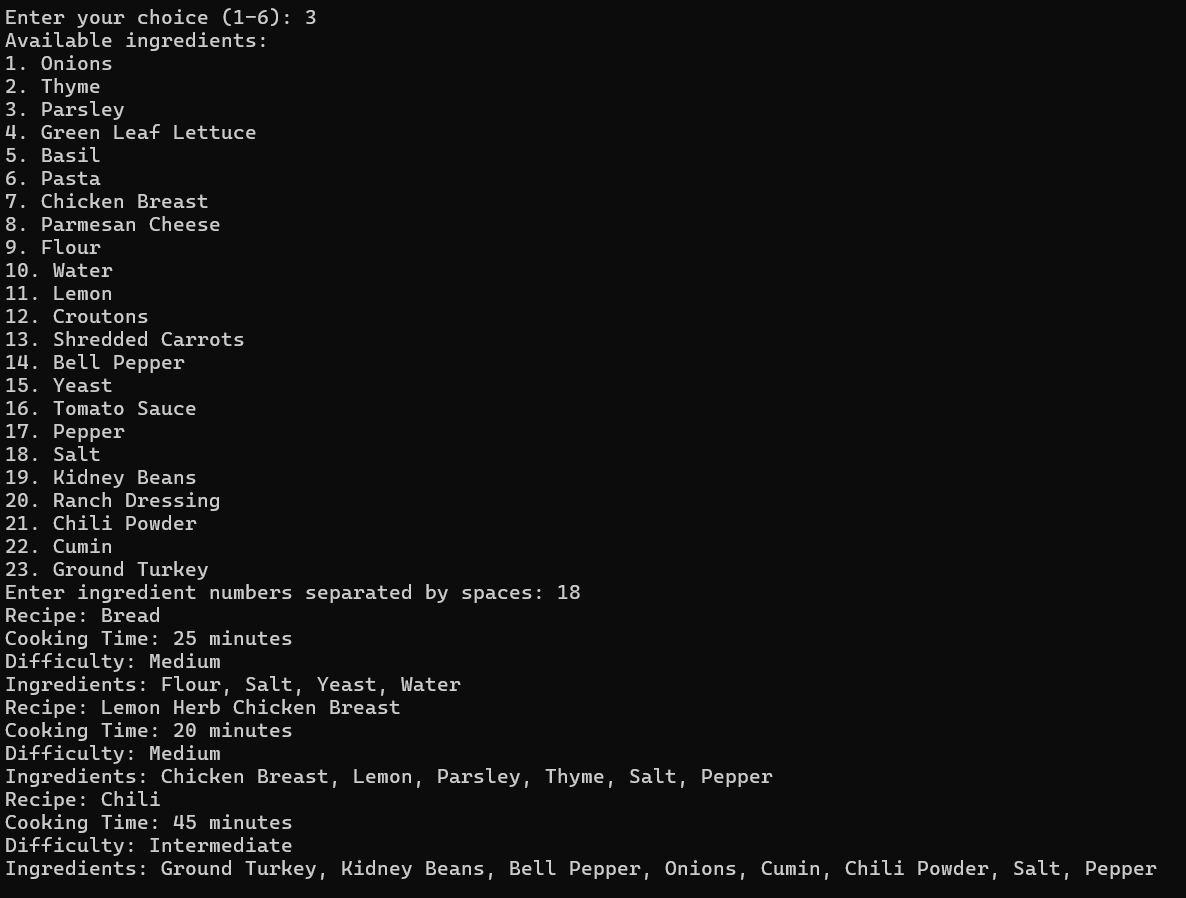 Enter your choice (1-6): 3
Available ingredients:
1. Onions
2. Thyme
3. Parsley
4. Green Leaf Lettuce
5. Basil
6. Pasta
7. Chicken Breast
8. Parmesan Cheese
9. Flour
10. Water
11. Lemon
12. Croutons
13. Shredded Carrots
14. Bell Pepper
15. Yeast
16. Tomato Sauce
17. Pepper
18. Salt
19. Kidney Beans
20. Ranch Dressing
21. Chili Powder
22. Cumin
23. Ground Turkey
Enter ingredient numbers separated by spaces: 18
Recipe: Bread
Cooking Time: 25 minutes
Difficulty: Medium
Ingredients: Flour, Salt, Yeast, Water
Recipe: Lemon Herb Chicken Breast
Cooking Time: 20 minutes
Difficulty: Medium
Ingredients: Chicken Breast, Lemon, Parsley, Thyme, Salt, Pepper
Recipe: Chili
Cooking Time: 45 minutes
Difficulty: Intermediate
Ingredients: Ground Turkey, Kidney Beans, Bell Pepper, Onions, Cumin, Chili Powder, Salt, Pepper